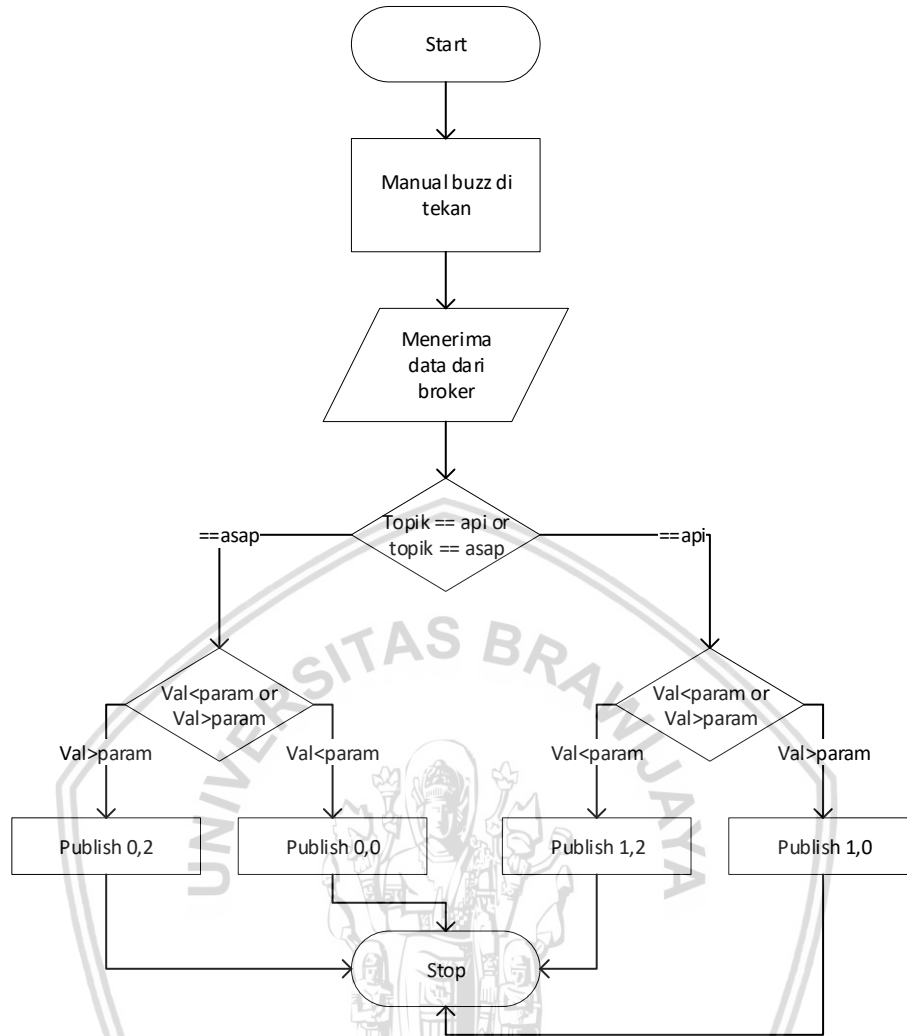 Start
Manual buzz di
tekan
Menerima
data dari
broker
Topik == api or
topik == asap
==asap
==api
Val<param or
Val>param
Val<param or
Val>param
Val>param
Val<param
Val<param
Val>param
Publish 0,2
Publish 0,0
Publish 1,2
Publish 1,0
Stop
UNIVERSITAS BRAWIJAYA